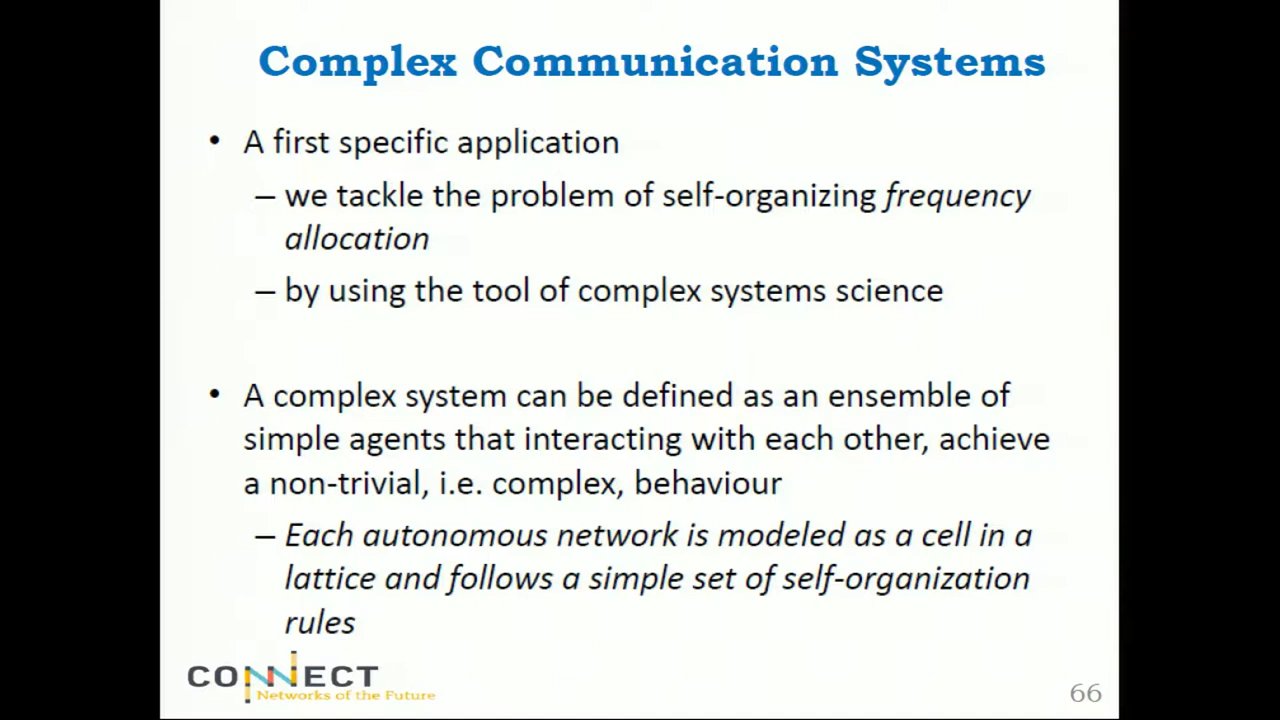 Complex Communication Systems
• A first specific application
– we tackle the problem of self-organizing frequency
allocation
– by using the tool of complex systems science
• A complex system can be defined as an ensemble of
simple agents that interacting with each other, achieve
a non-trivial, i.e. complex, behaviour
– Each autonomous network is modeled as a cell in a
lattice and follows a simple set of self-organization
rules
CONNECT
Networks of the Future
66